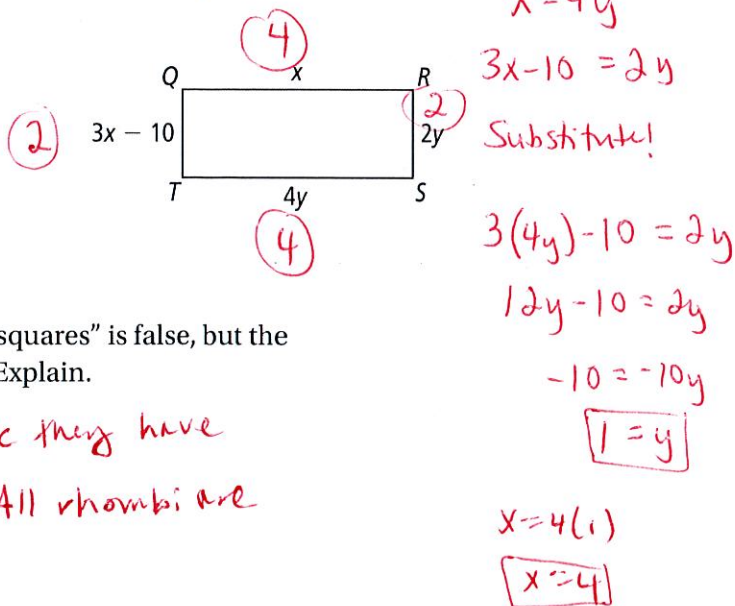 x = 4y
4
Q x R
3x-10 = 2y
2 3x − 10 2 2y
Substitute!
T 4y S
4
3(4y)-10 = 2y
12y-10 = 2y
squares" is false, but the
Explain.
-10 = -10y
1 = y
c they have
All rhombi are
x=4(1)
x=4